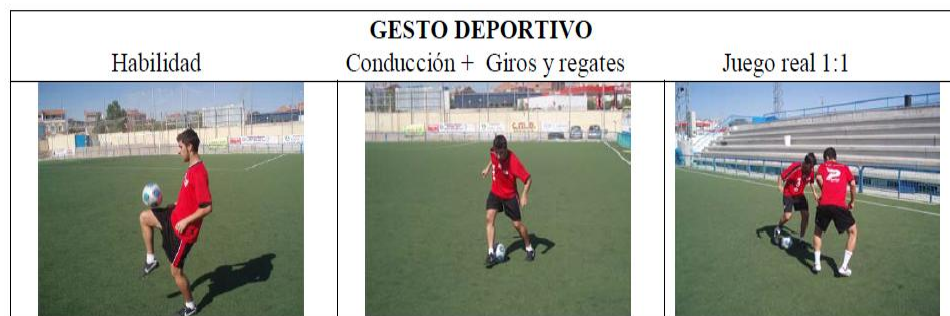 GESTO DEPORTIVO
Habilidad
Conducción + Giros y regates
Juego real 1:1